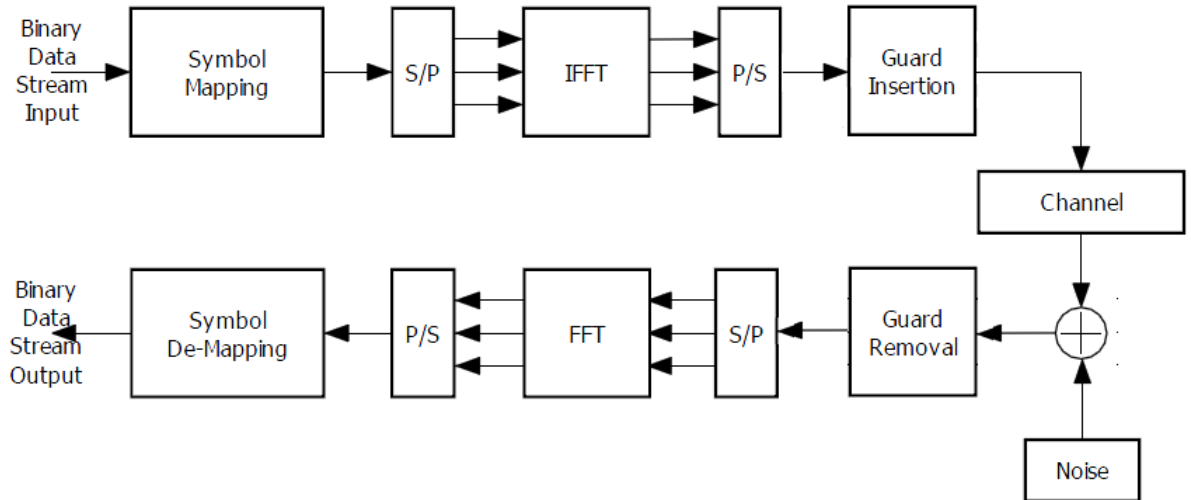 Binary
Data
Stream
Input
Symbol
Mapping
S/P
IFFT
P/S
Guard
Insertion
Channel
Binary
Data
Stream
Output
Symbol
De-Mapping
P/S
FFT
S/P
Guard
Removal
Noise